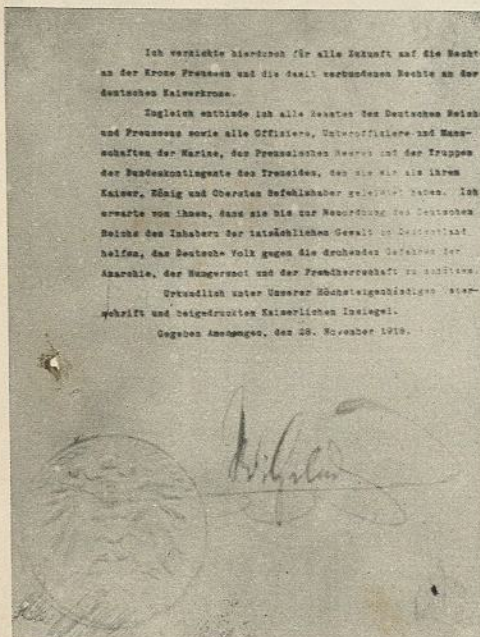 Ich verzichte hierdurch für alle Zukunft auf die Rechte
an der Krone Preussen und die damit verbundenen Rechte an der
deutschen Kaiserkrone.
Zugleich entbinde ich alle Beamten des Deutschen Reichs
und Preussens sowie alle Offiziere, Unteroffiziere und Mann-
schaften der Marine, des Preussischen Heeres und der Truppen
der Bundeskontingente des Treueides, den sie mir als ihrem
Kaiser, König und Obersten Befehlshaber geleistet haben. Ich
erwarte von ihnen, dass sie bis zur Neuordnung des Deutschen
Reichs den Inhabern der tatsächlichen Gewalt in Deutschland
helfen, das Deutsche Volk gegen die drohenden Gefahren der
Anarchie, der Hungersnot und der Fremdherrschaft zu schützen.
Urkundlich unter Unserer Höchsteigenhändigen Unter-
schrift und beigedrucktem Kaiserlichen Insiegel.
Gegeben Amerongen, den 28. November 1918.
Wilhelm